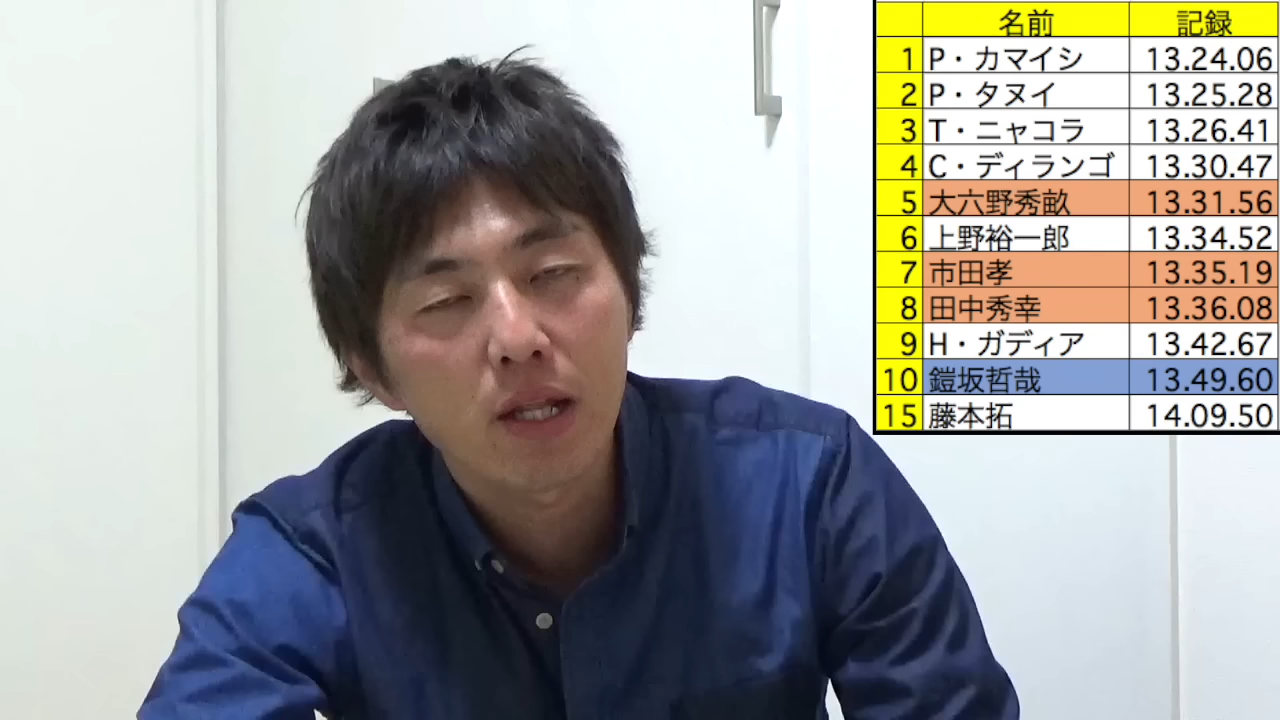 名前 記録
1 P・カマイシ 13.24.06
2 P・タヌイ 13.25.28
3 T・ニャコラ 13.26.41
4 C・ディランゴ 13.30.47
5 大六野秀畝 13.31.56
6 上野裕一郎 13.34.52
7 市田孝 13.35.19
8 田中秀幸 13.36.08
9 H・ガディア 13.42.67
10 鎧坂哲哉 13.49.60
15 藤本拓 14.09.50